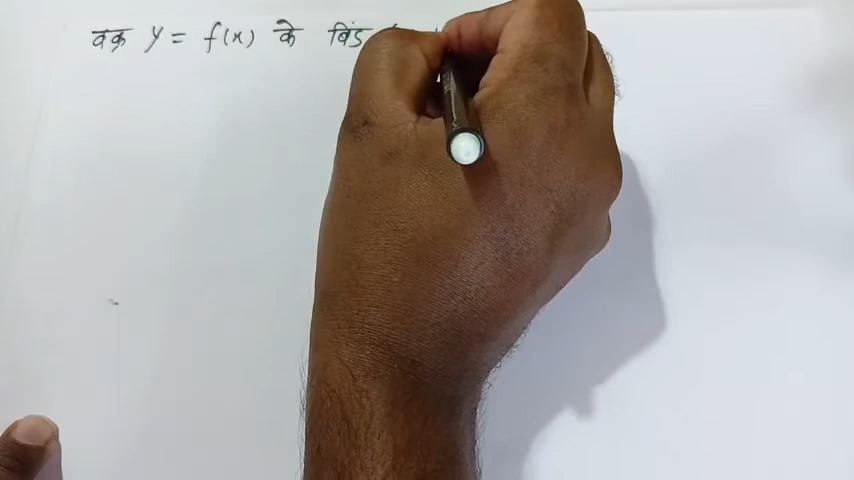 वक्र y = f(x) के